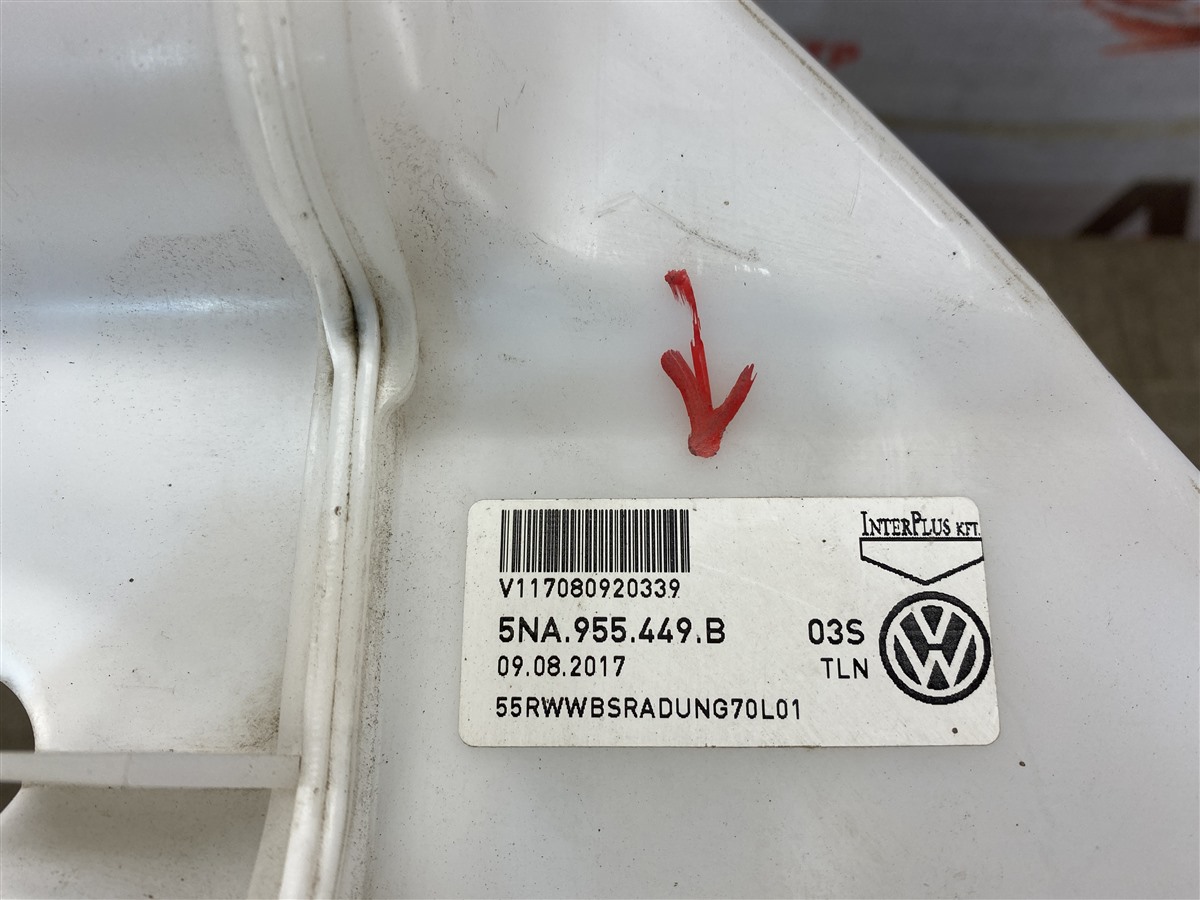 INTERPLUS KFT.
V117080920339
5NA.955.449.B 03S
09.08.2017 TLN
55RWWBSRADUNG70L01